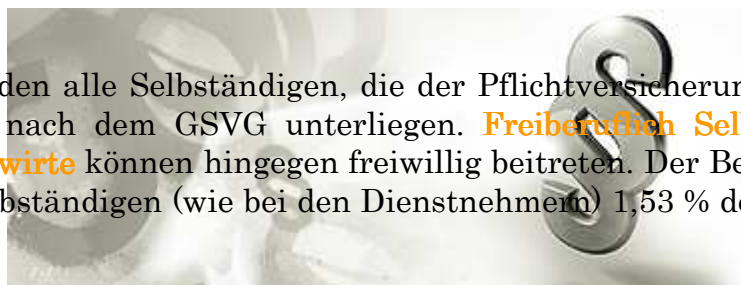 den alle Selbständigen, die der Pflichtversicherun
nach dem GSVG unterliegen. Freiberuflich Sel
wirte können hingegen freiwillig beitreten. Der Be
bständigen (wie bei den Dienstnehmern) 1,53 % de